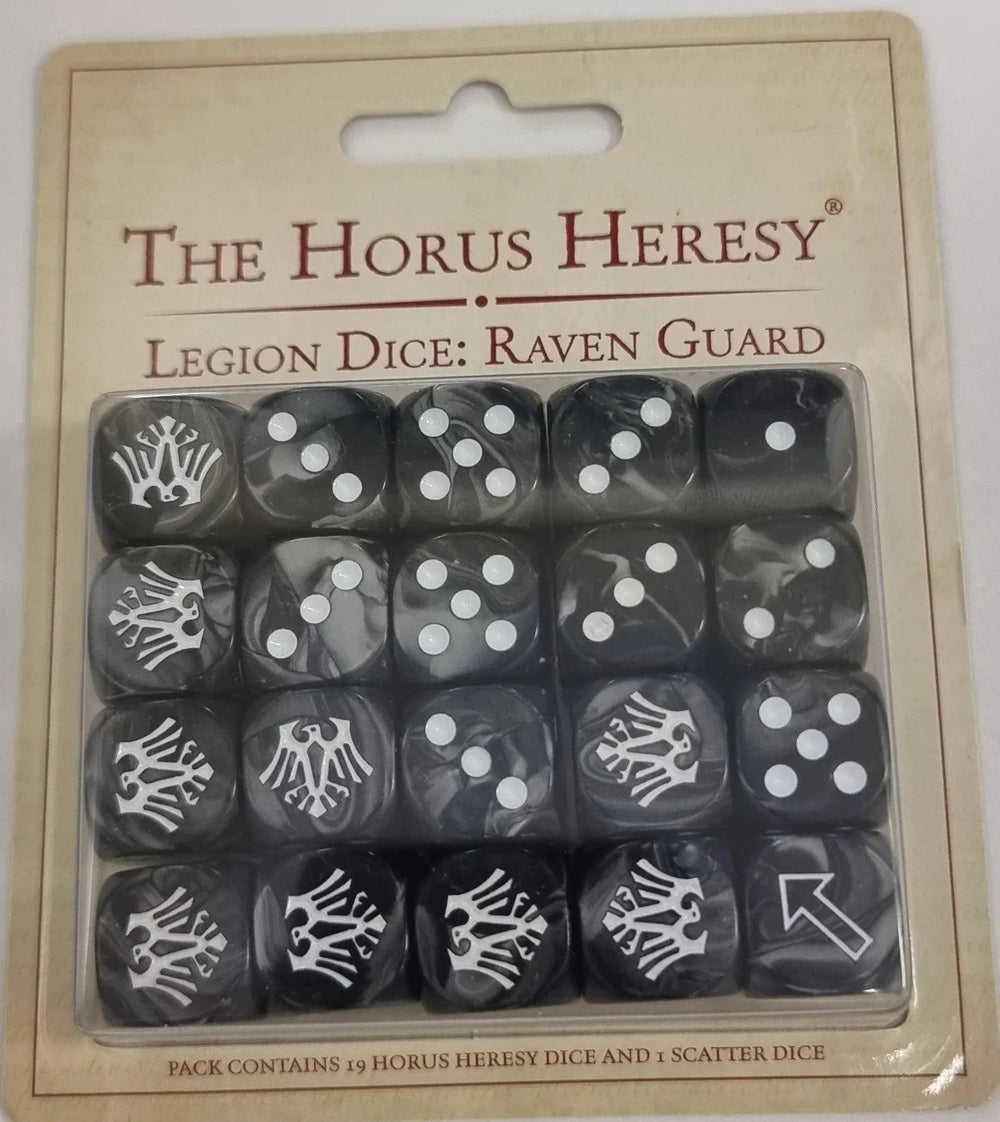 The Horus Heresy®
Legion Dice: Raven Guard
PACK CONTAINS 19 HORUS HERESY DICE AND 1 SCATTER DICE